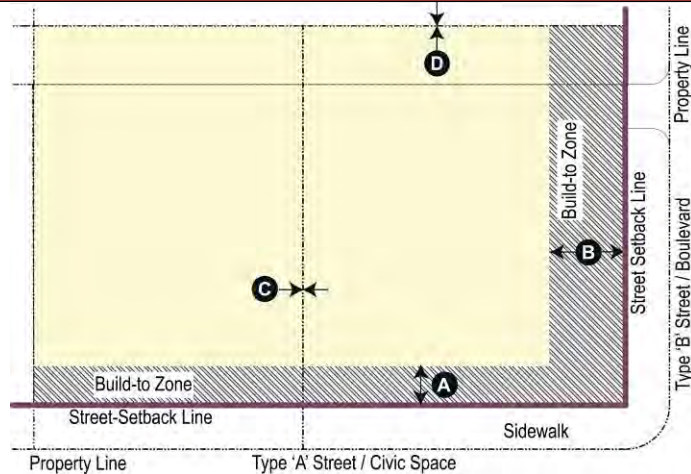 D
Property Line
Build-to Zone
B
Street Setback Line
Type 'B' Street / Boulevard
C
Build-to Zone
A
Street-Setback Line
Sidewalk
Property Line
Type 'A' Street / Civic Space